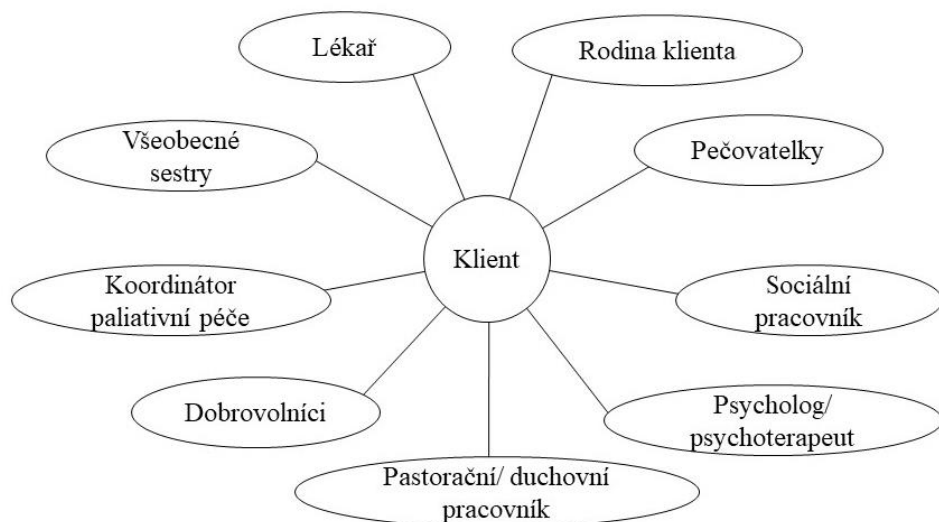 Lékař
Rodina klienta
Všeobecné
sestry
Pečovatelky
Klient
Koordinátor
paliativní péče
Sociální
pracovník
Dobrovolníci
Psycholog/
psychoterapeut
Pastorační/ duchovní
pracovník